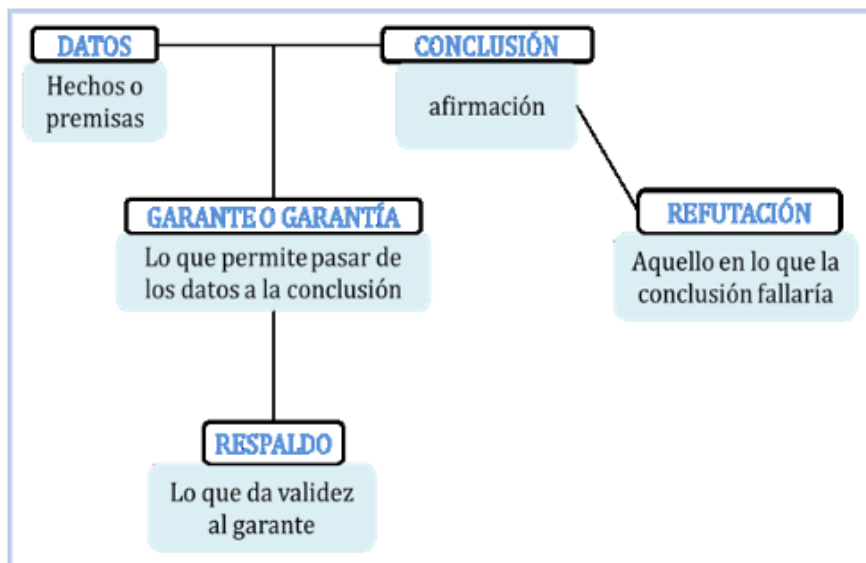 DATOS
Hechos o
premisas
CONCLUSIÓN
afirmación
GARANTE O GARANTÍA
Lo que permite pasar de
los datos a la conclusión
REFUTACIÓN
Aquello en lo que la
conclusión fallaría
RESPALDO
Lo que da validez
al garante